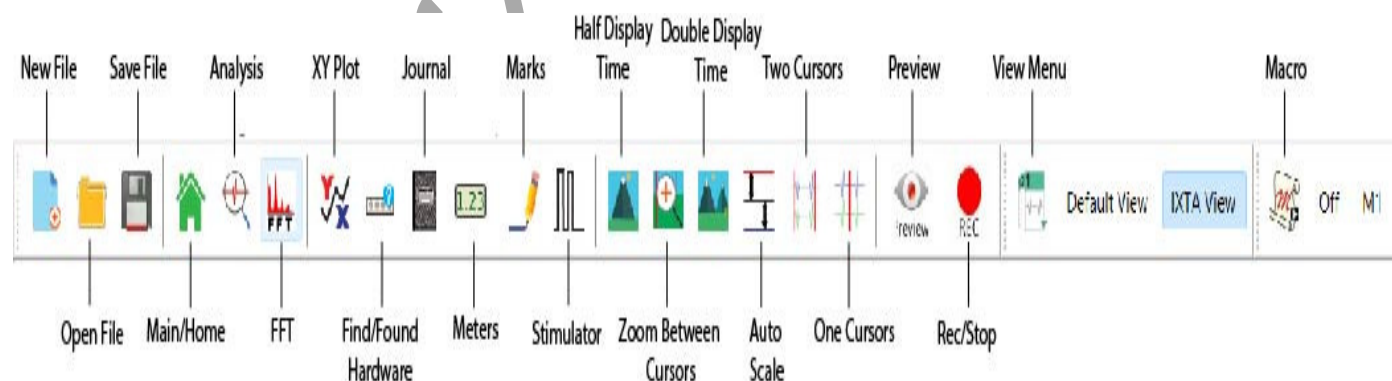 Half Display Double Display
New File Save File Analysis XY Plot Journal Marks Time Time Two Cursors Preview View Menu Macro
FFT
Y
X
1.23
Preview
REC
Default View
IXTA View
Off
M1
Open File Main/Home FFT Find/Found Meters Stimulator Zoom Between Auto One Cursors Rec/Stop
Hardware Cursors Scale